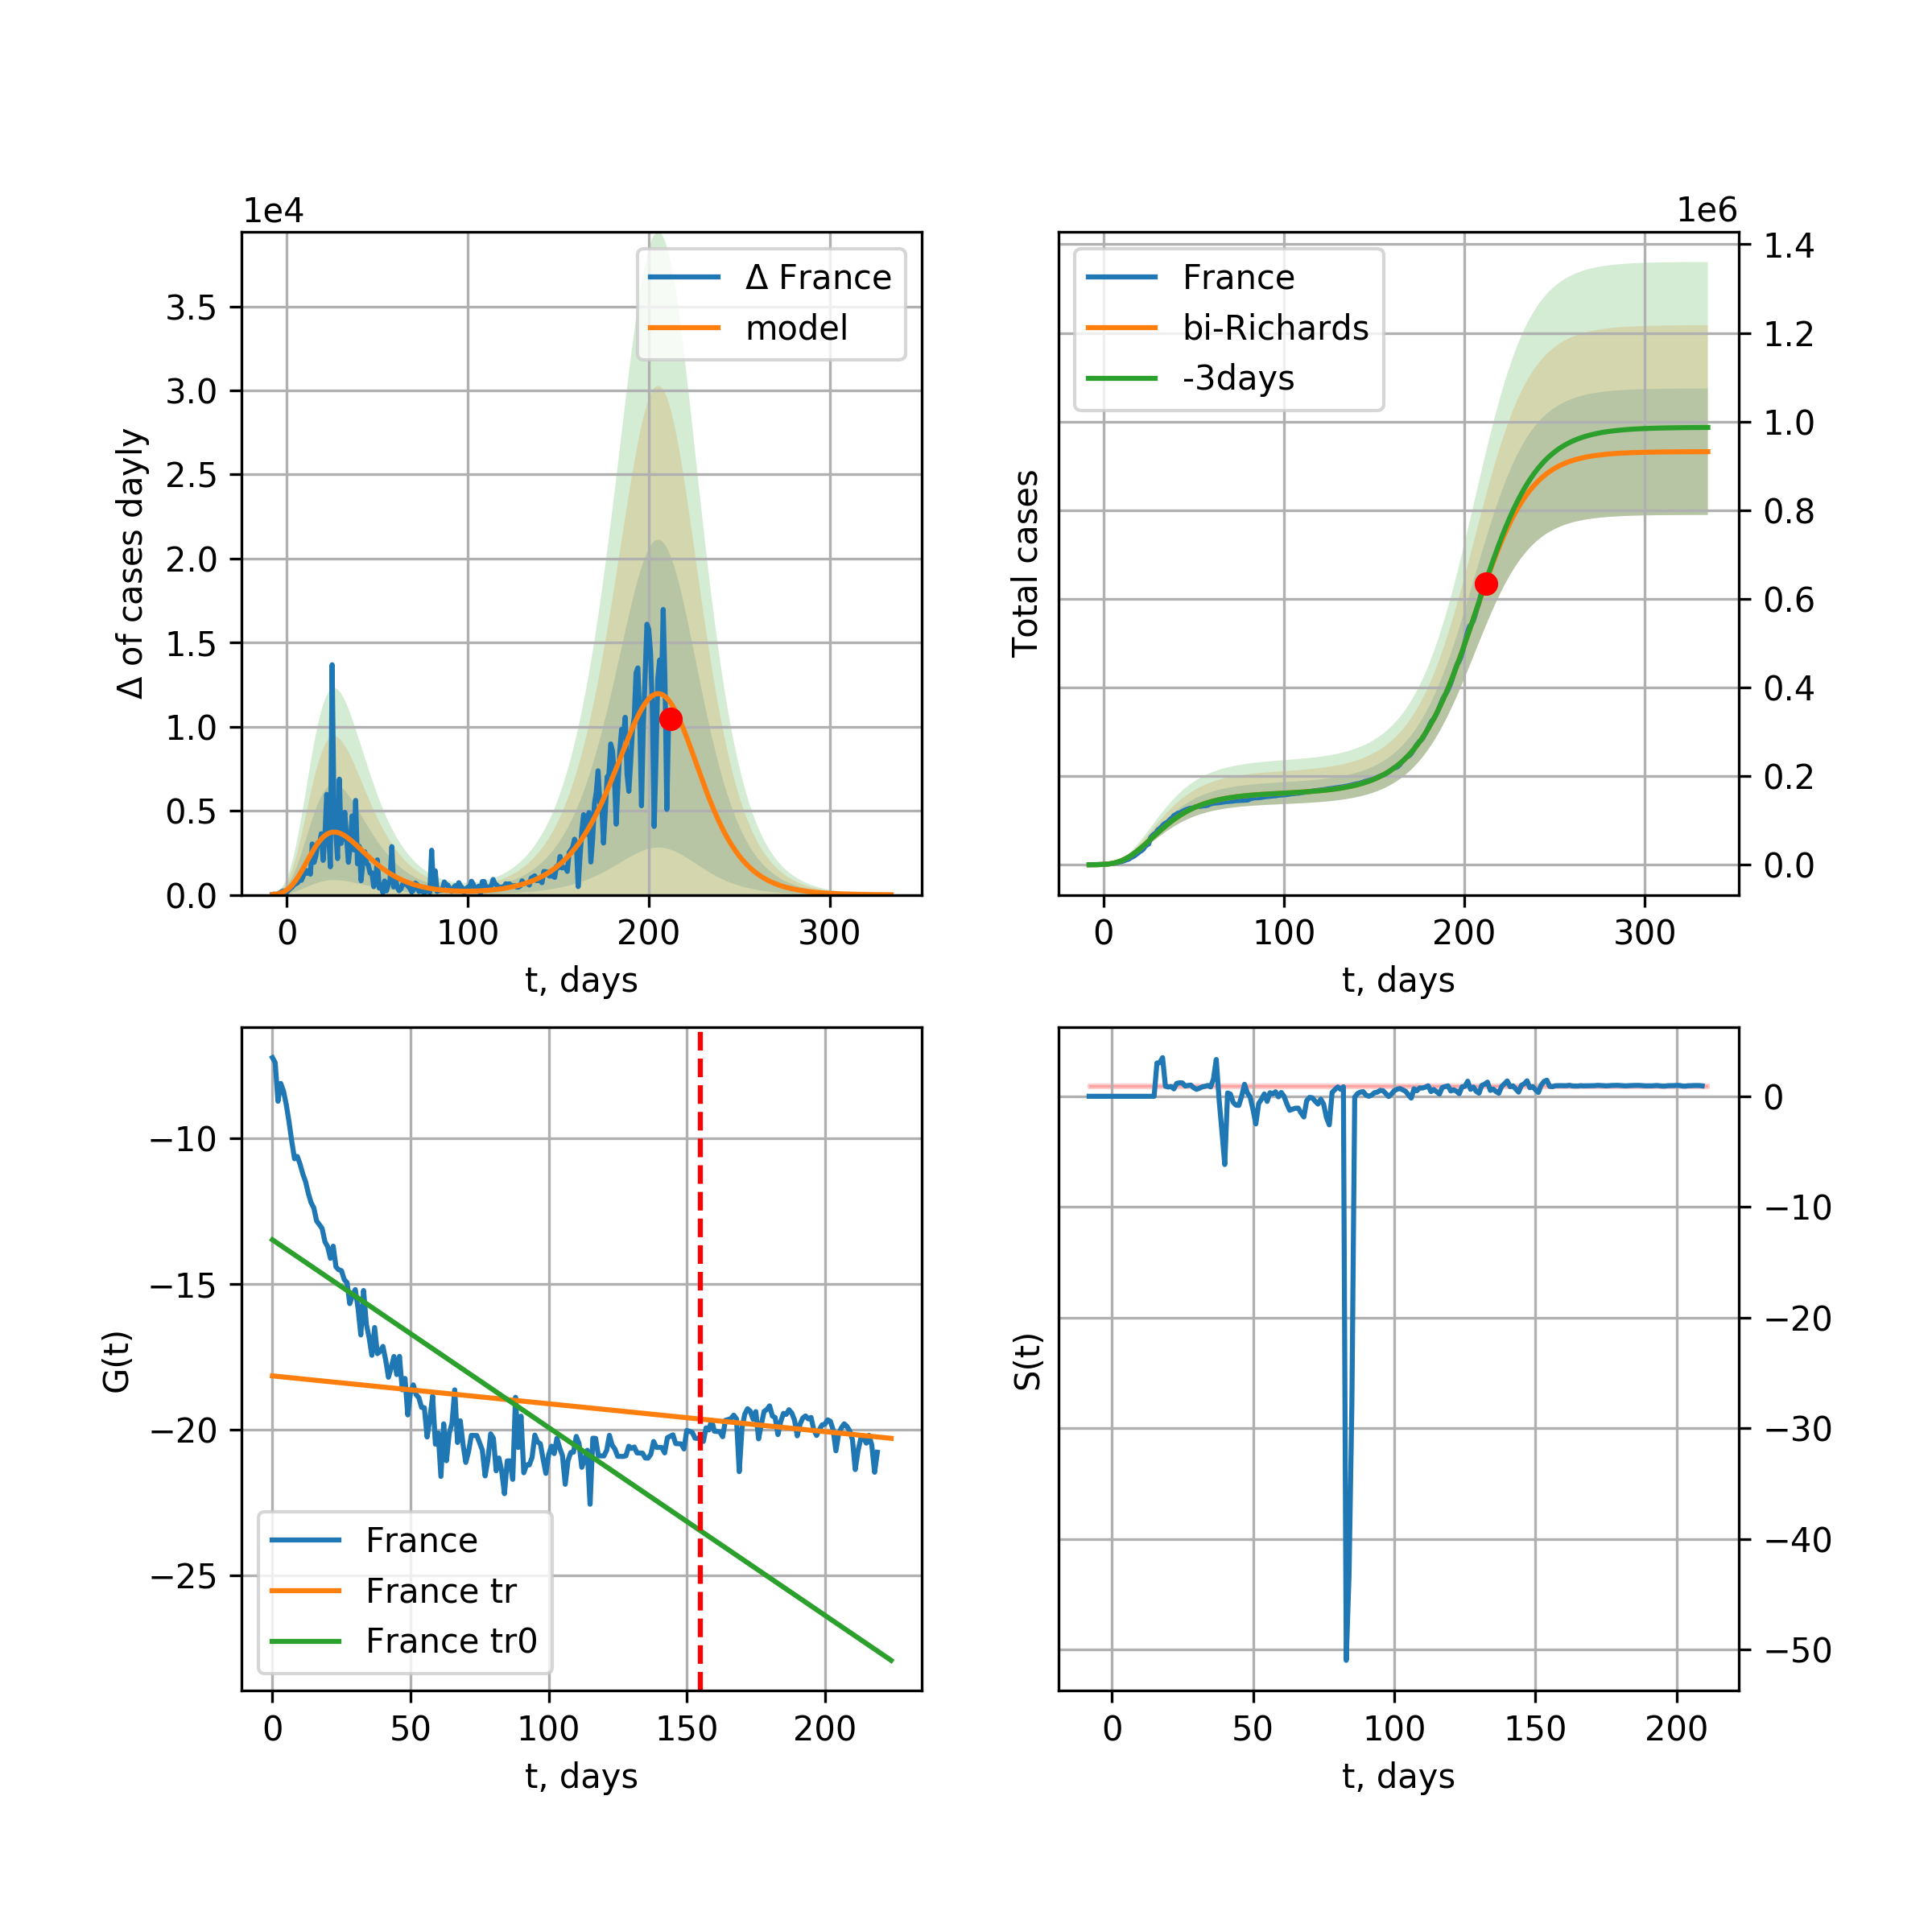 1e4
Δ of cases dayly
3.5
3.0
2.5
2.0
1.5
1.0
0.5
0.0
0 100 200 300
t, days
Δ France
model
1e6
Total cases
1.4
1.2
1.0
0.8
0.6
0.4
0.2
0.0
0 100 200 300
t, days
France
bi-Richards
-3days
G(t)
−10
−15
−20
−25
0 50 100 150 200
t, days
France
France tr
France tr0
S(t)
0
−10
−20
−30
−40
−50
0 50 100 150 200
t, days